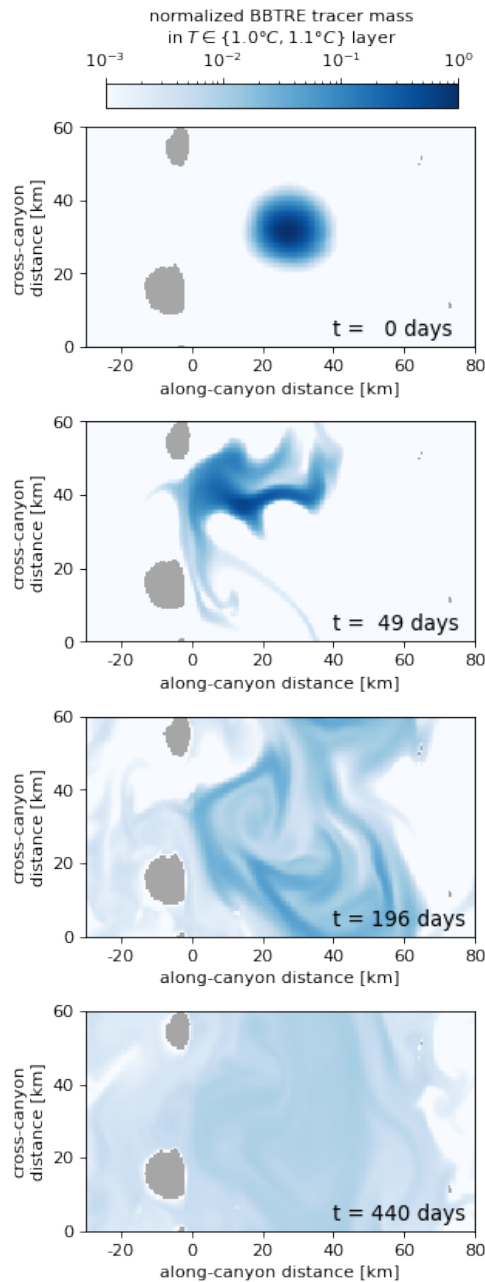 normalized BBTRE tracer mass
in T ∈ {1.0°C, 1.1°C} layer
10⁻³ 10⁻² 10⁻¹ 10⁰
60
40
20
0
cross-canyon
distance [km]
t = 0 days
-20 0 20 40 60 80
along-canyon distance [km]
60
40
20
0
cross-canyon
distance [km]
t = 49 days
-20 0 20 40 60 80
along-canyon distance [km]
60
40
20
0
cross-canyon
distance [km]
t = 196 days
-20 0 20 40 60 80
along-canyon distance [km]
60
40
20
0
cross-canyon
distance [km]
t = 440 days
-20 0 20 40 60 80
along-canyon distance [km]